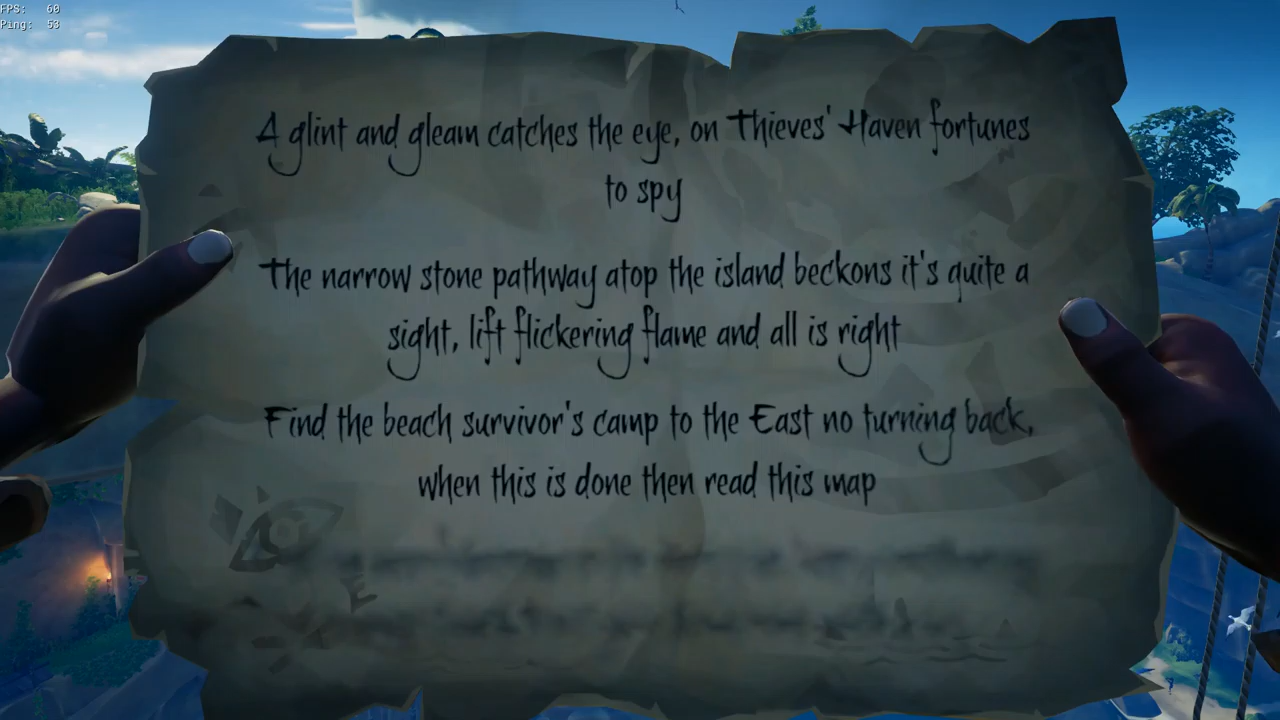 FPS: 60
Ping: 53
A glint and gleam catches the eye, on Thieves' Haven fortunes
to spy
The narrow stone pathway atop the island beckons it's quite a
sight, lift flickering flame and all is right
Find the beach survivor's camp to the East no turning back,
when this is done then read this map
E